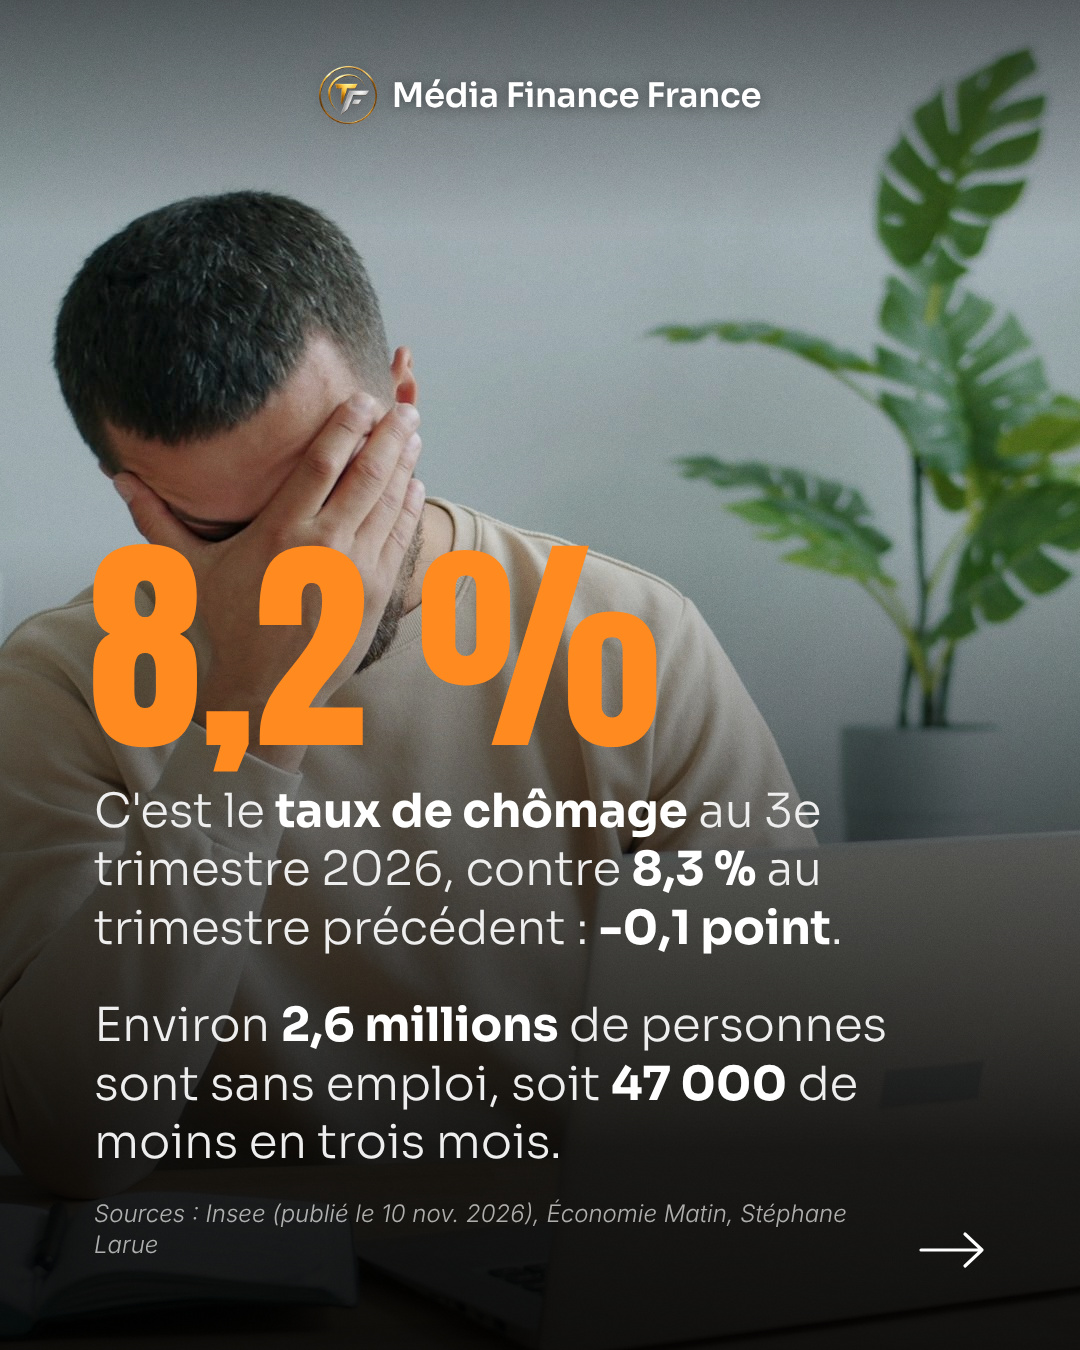 TF Média Finance France
8,2 %
C'est le taux de chômage au 3e
trimestre 2026, contre 8,3 % au
trimestre précédent : -0,1 point.
Environ 2,6 millions de personnes
sont sans emploi, soit 47 000 de
moins en trois mois.
Sources : Insee (publié le 10 nov. 2026), Économie Matin, Stéphane
Larue